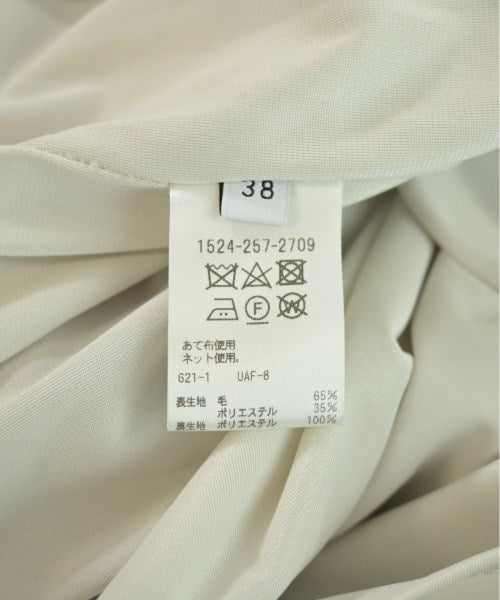 38
1524-257-2709
F W
あて布使用
ネット使用。
621-1 UAF-8
表生地 毛 65%
ポリエステル 35%
裏生地 ポリエステル 100%